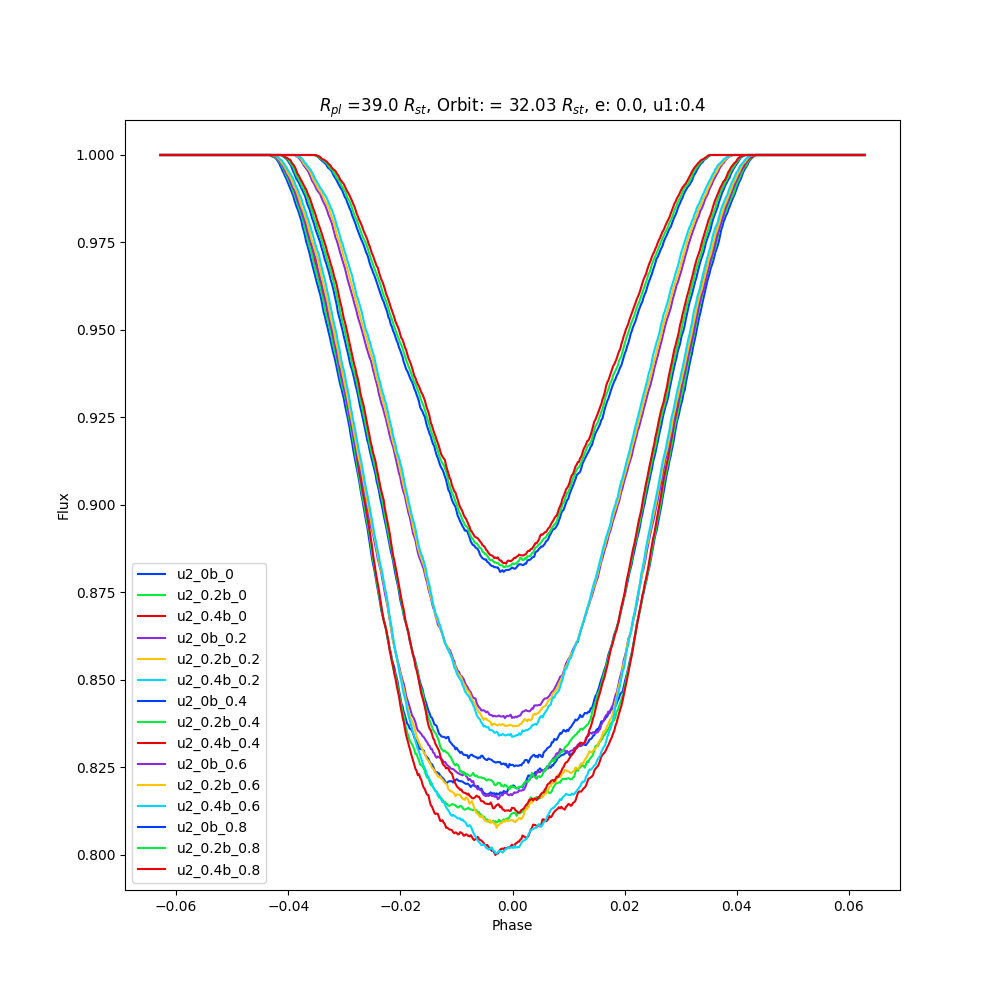 R_pl =39.0 R_st, Orbit: = 32.03 R_st, e: 0.0, u1:0.4
1.000
0.975
0.950
0.925
0.900
0.875
0.850
0.825
0.800
Flux
u2_0b_0
u2_0.2b_0
u2_0.4b_0
u2_0b_0.2
u2_0.2b_0.2
u2_0.4b_0.2
u2_0b_0.4
u2_0.2b_0.4
u2_0.4b_0.4
u2_0b_0.6
u2_0.2b_0.6
u2_0.4b_0.6
u2_0b_0.8
u2_0.2b_0.8
u2_0.4b_0.8
−0.06 −0.04 −0.02 0.00 0.02 0.04 0.06
Phase